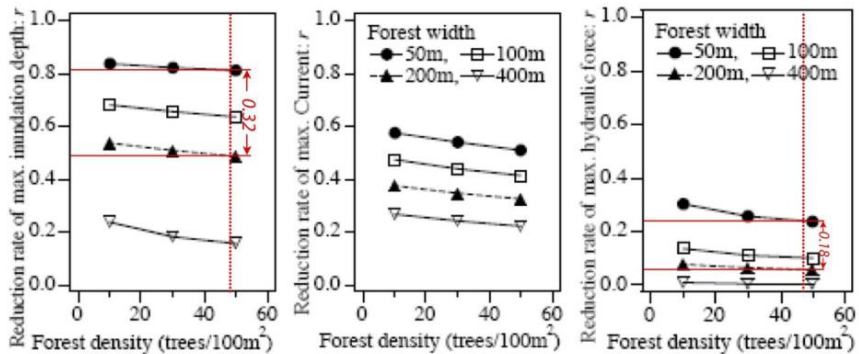 Reduction rate of max. inundation depth: r
1.0
0.8
0.6
0.4
0.2
0.0
0.32
0 20 40 60
Forest density (trees/100m²)
Reduction rate of max. Current: r
1.0
0.8
0.6
0.4
0.2
0.0
Forest width
50m, 100m
200m, 400m
0 20 40 60
Forest density (trees/100m²)
Reduction rate of max. hydraulic force: r
1.0
0.8
0.6
0.4
0.2
0.0
Forest width
50m, 100m
200m, 400m
0.18
0 20 40 60
Forest density (trees/100m²)